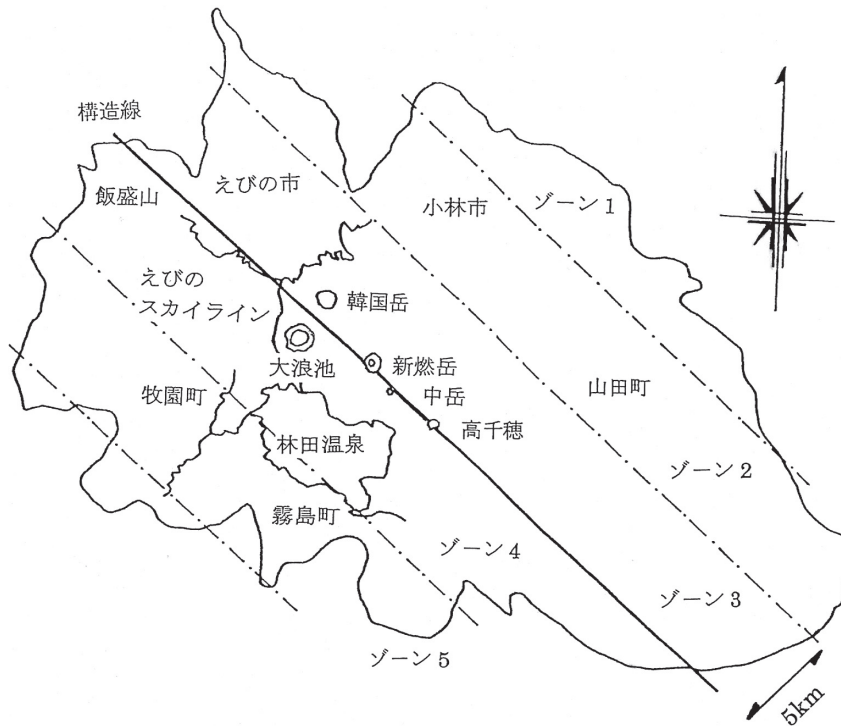 構造線
飯盛山
えびの市
小林市
ゾーン1
えびの
スカイライン
韓国岳
大浪池
新燃岳
中岳
高千穂
牧園町
山田町
林田温泉
霧島町
ゾーン2
ゾーン4
ゾーン3
ゾーン5
5km